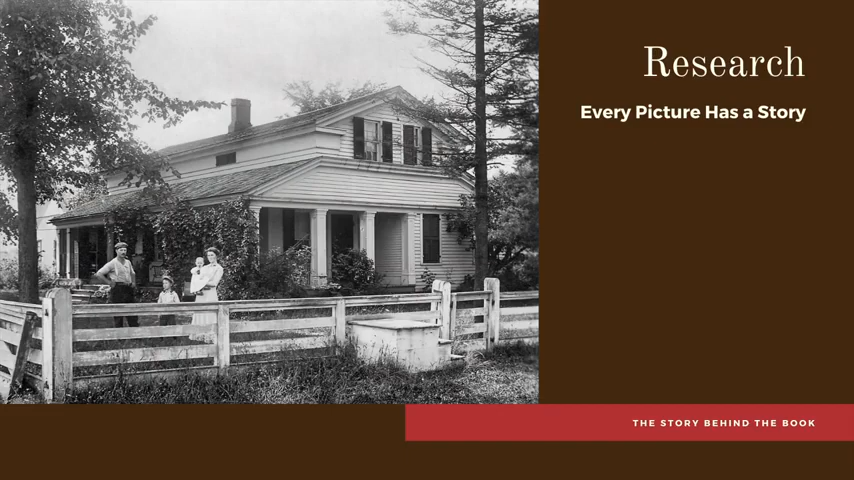 Research
Every Picture Has a Story
THE STORY BEHIND THE BOOK